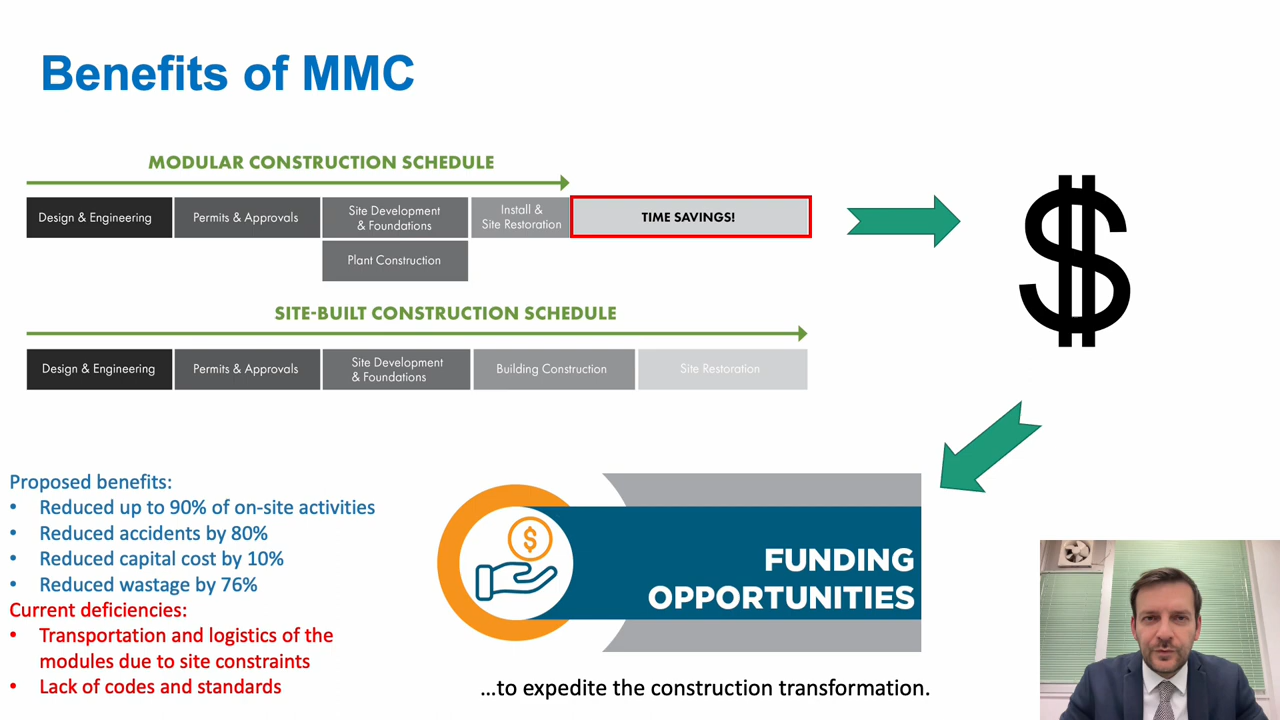 Benefits of MMC
MODULAR CONSTRUCTION SCHEDULE
Design & Engineering
Permits & Approvals
Site Development
& Foundations
Install &
Site Restoration
TIME SAVINGS!
Plant Construction
$
SITE-BUILT CONSTRUCTION SCHEDULE
Design & Engineering
Permits & Approvals
Site Development
& Foundations
Building Construction
Site Restoration
Proposed benefits:
• Reduced up to 90% of on-site activities
• Reduced accidents by 80%
• Reduced capital cost by 10%
• Reduced wastage by 76%
Current deficiencies:
• Transportation and logistics of the
modules due to site constraints
• Lack of codes and standards
$
FUNDING
OPPORTUNITIES
...to expedite the construction transformation.